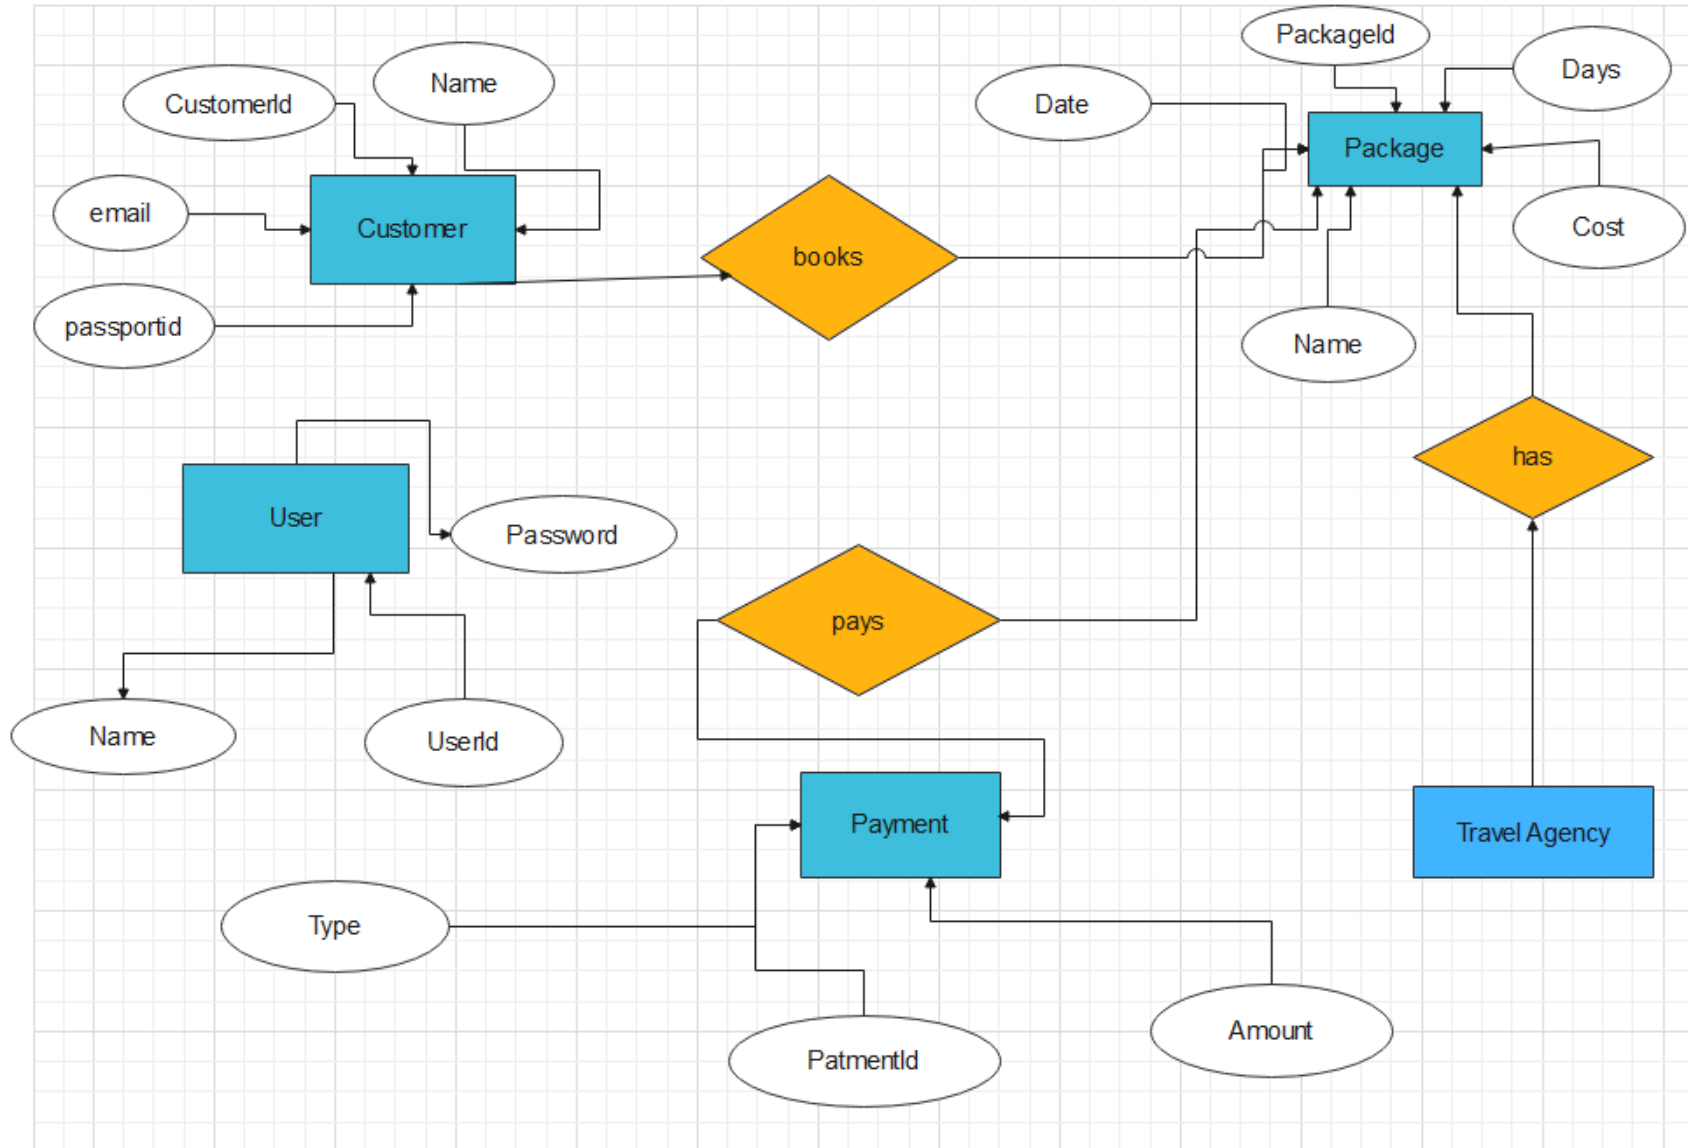 PackageId
Name
Days
CustomerId
Date
Package
email
Customer
Cost
books
passportid
Name
has
User
Password
pays
Name
UserId
Payment
Travel Agency
Type
Amount
PatmentId